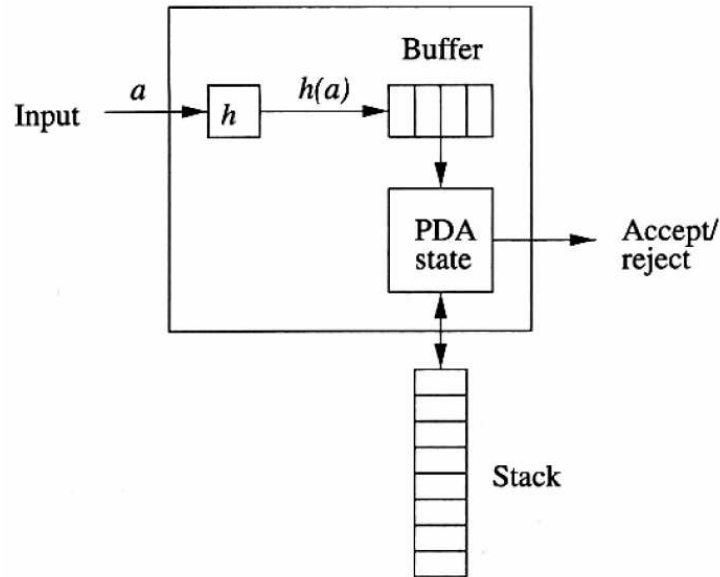 Buffer
a
h(a)
Input
h
PDA
state
Accept/
reject
Stack